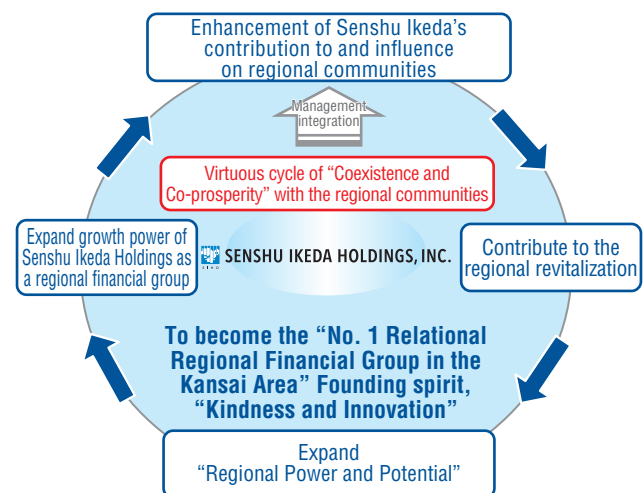 Enhancement of Senshu Ikeda’s
contribution to and influence
on regional communities
Management
integration
Virtuous cycle of “Coexistence and
Co-prosperity” with the regional communities
Expand growth power of
Senshu Ikeda Holdings as
a regional financial group
SENSHU IKEDA HOLDINGS, INC.
Contribute to the
regional revitalization
To become the “No. 1 Relational
Regional Financial Group in the
Kansai Area” Founding spirit,
“Kindness and Innovation”
Expand
“Regional Power and Potential”